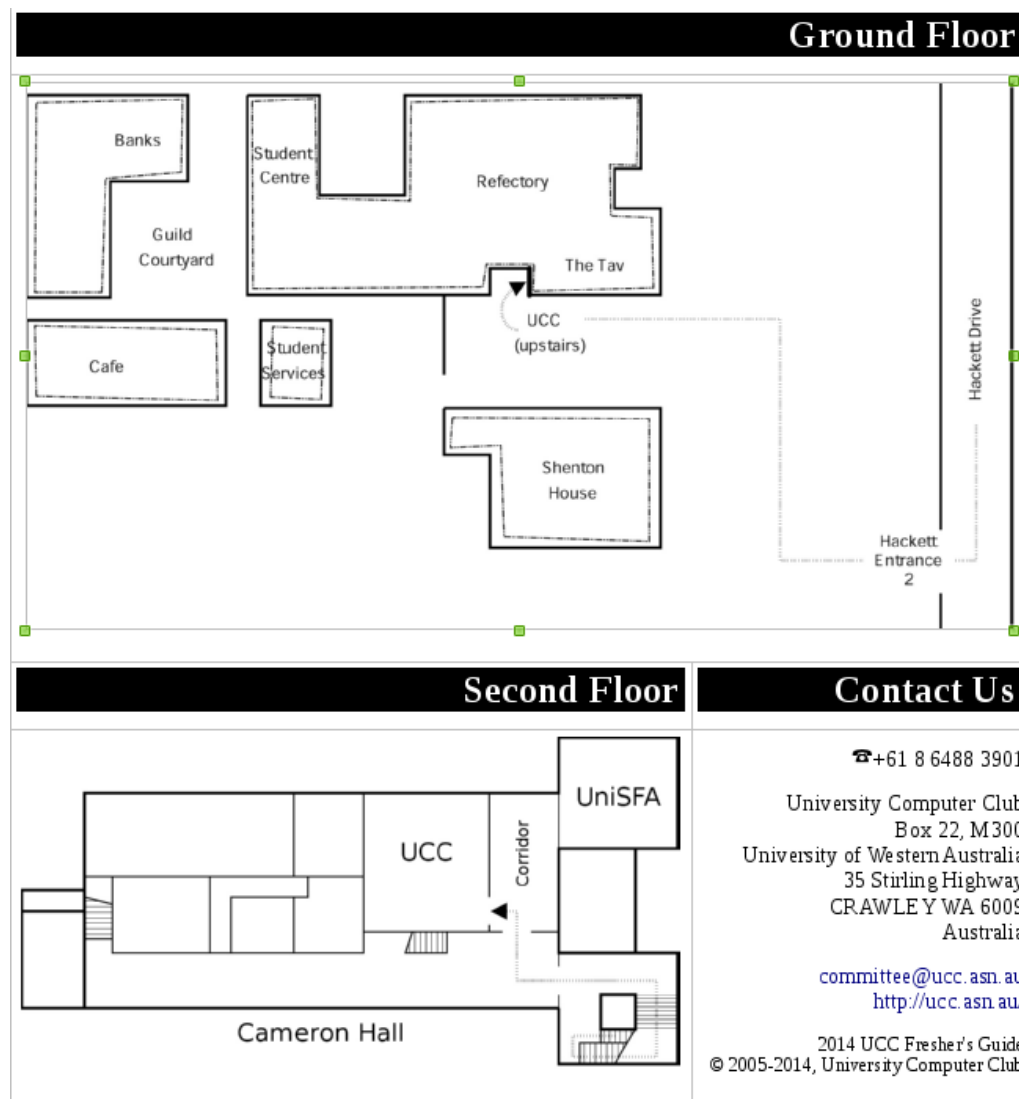 Ground Floor
Banks
Student
Centre
Refectory
Guild
Courtyard
The Tav
UCC
(upstairs)
Hackett Drive
Cafe
Student
Services
Shenton
House
Hackett
Entrance
2
Second Floor
UniSFA
UCC
Corridor
Cameron Hall
Contact Us
☎+61 8 6488 3901
University Computer Club
Box 22, M300
University of Western Australia
35 Stirling Highway
CRAWLEY WA 6009
Australia
committee@ucc.asn.au
http://ucc.asn.au/
2014 UCC Fresher's Guide
© 2005-2014, University Computer Club